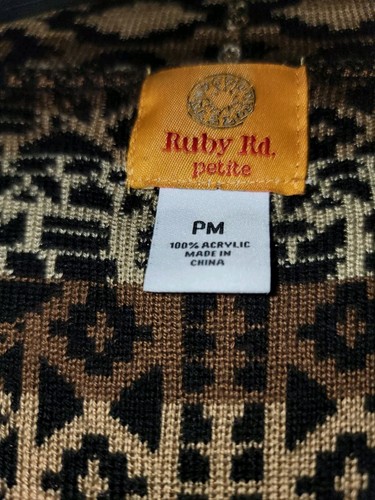 Ruby Rd.
petite
PM
100% ACRYLIC
MADE IN
CHINA